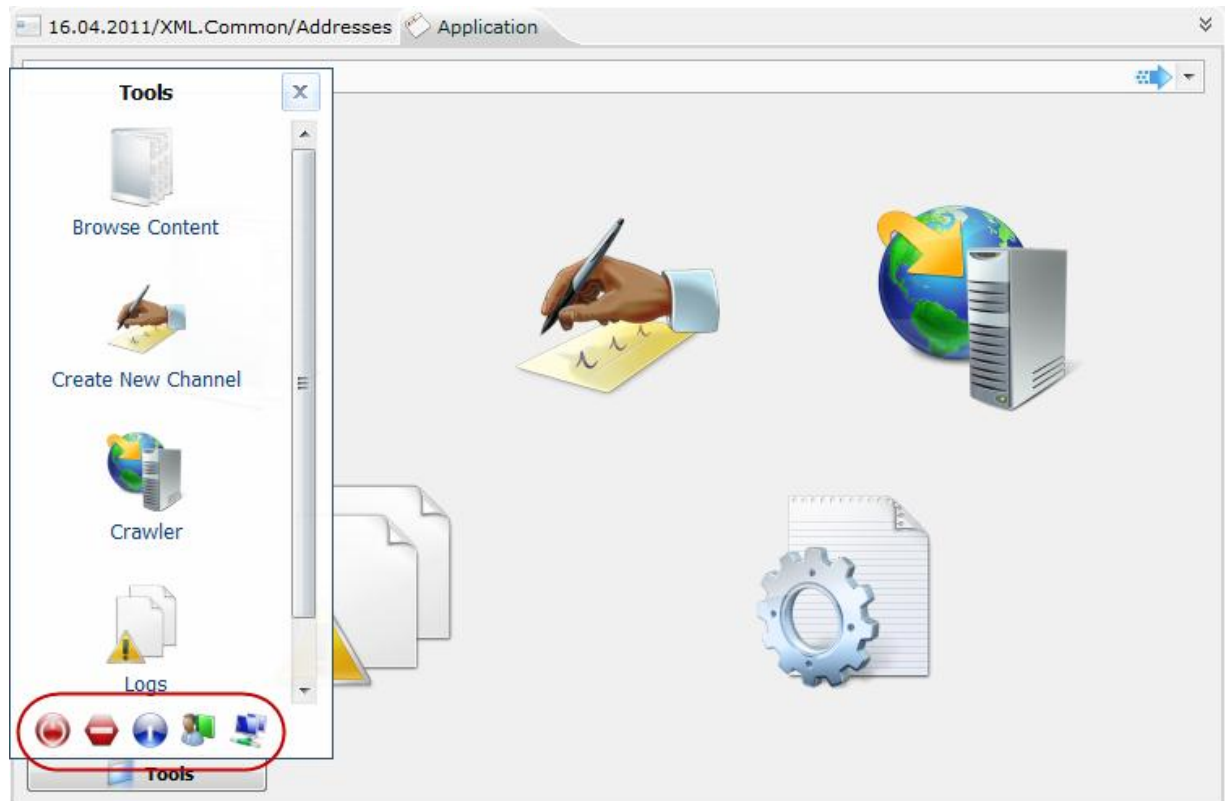 16.04.2011/XML.Common/Addresses Application
Tools
Browse Content
Create New Channel
Crawler
Logs
Tools